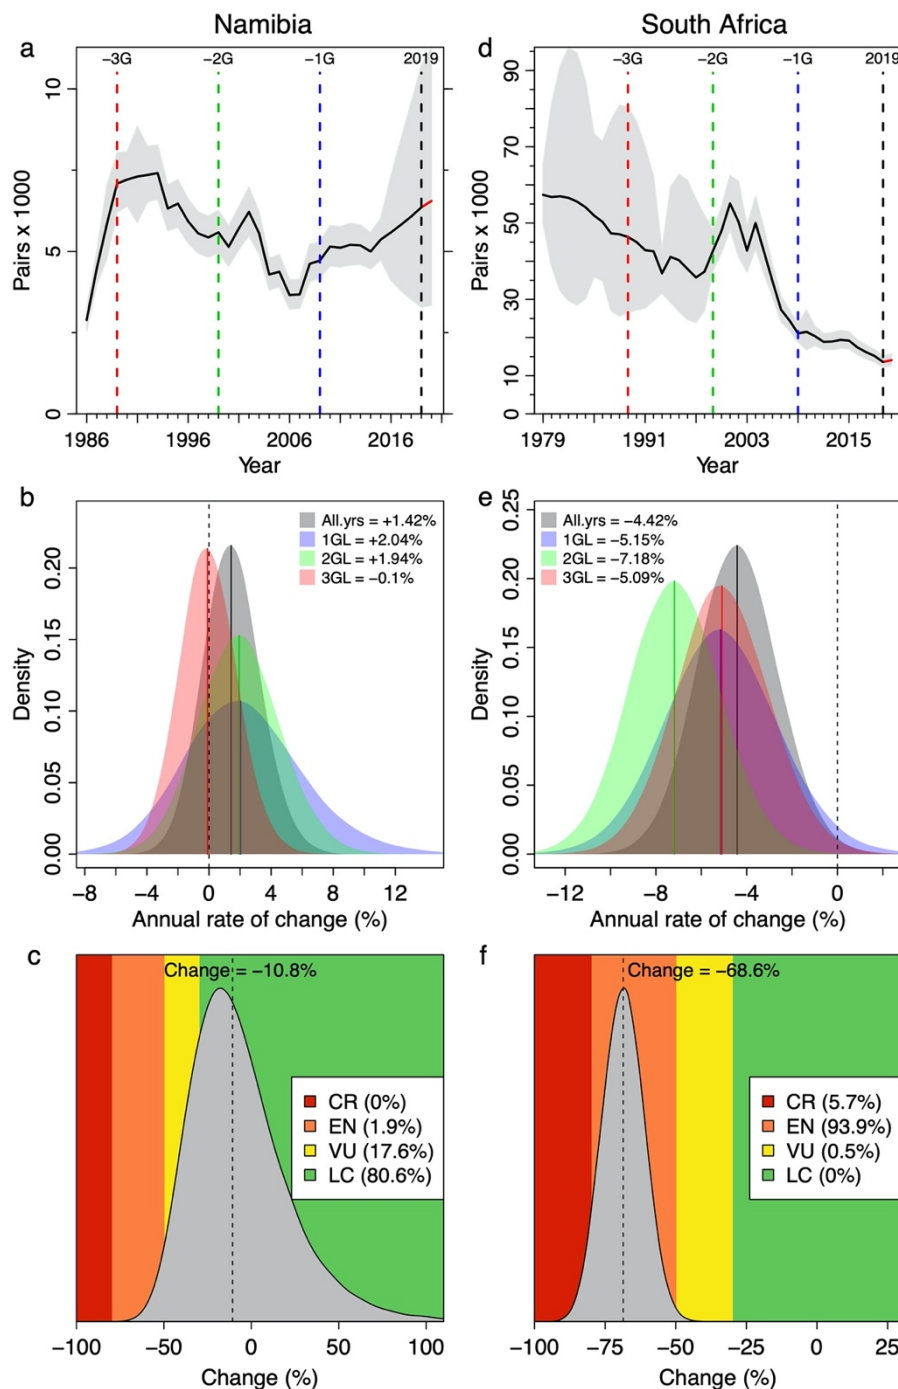 Namibia
a
−3G −2G −1G 2019
Pairs x 1000
10
5
0
1986 1996 2006 2016
Year
South Africa
d
−3G −2G −1G 2019
Pairs x 1000
90
70
50
30
10
0
1979 1991 2003 2015
Year
b
All.yrs = +1.42%
1GL = +2.04%
2GL = +1.94%
3GL = −0.1%
Density
0.20
0.15
0.10
0.05
0.00
−8 −4 0 4 8 12
Annual rate of change (%)
e
All.yrs = −4.42%
1GL = −5.15%
2GL = −7.18%
3GL = −5.09%
Density
0.25
0.20
0.15
0.10
0.05
0.00
−12 −8 −4 0
Annual rate of change (%)
c
Change = −10.8%
CR (0%)
EN (1.9%)
VU (17.6%)
LC (80.6%)
−100 −50 0 50 100
Change (%)
f
Change = −68.6%
CR (5.7%)
EN (93.9%)
VU (0.5%)
LC (0%)
−100 −75 −50 −25 0 25
Change (%)